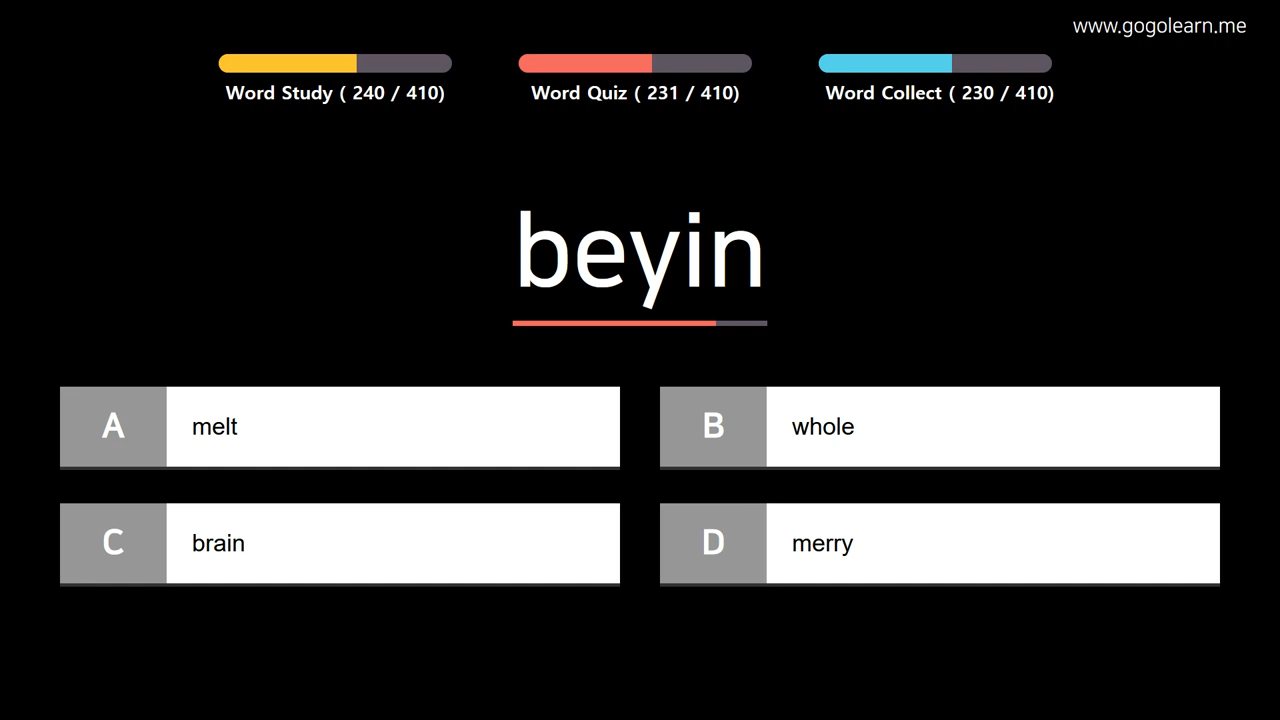 www.gogolearn.me
Word Study ( 240 / 410)
Word Quiz ( 231 / 410)
Word Collect ( 230 / 410)
beyin
A melt
B whole
C brain
D merry